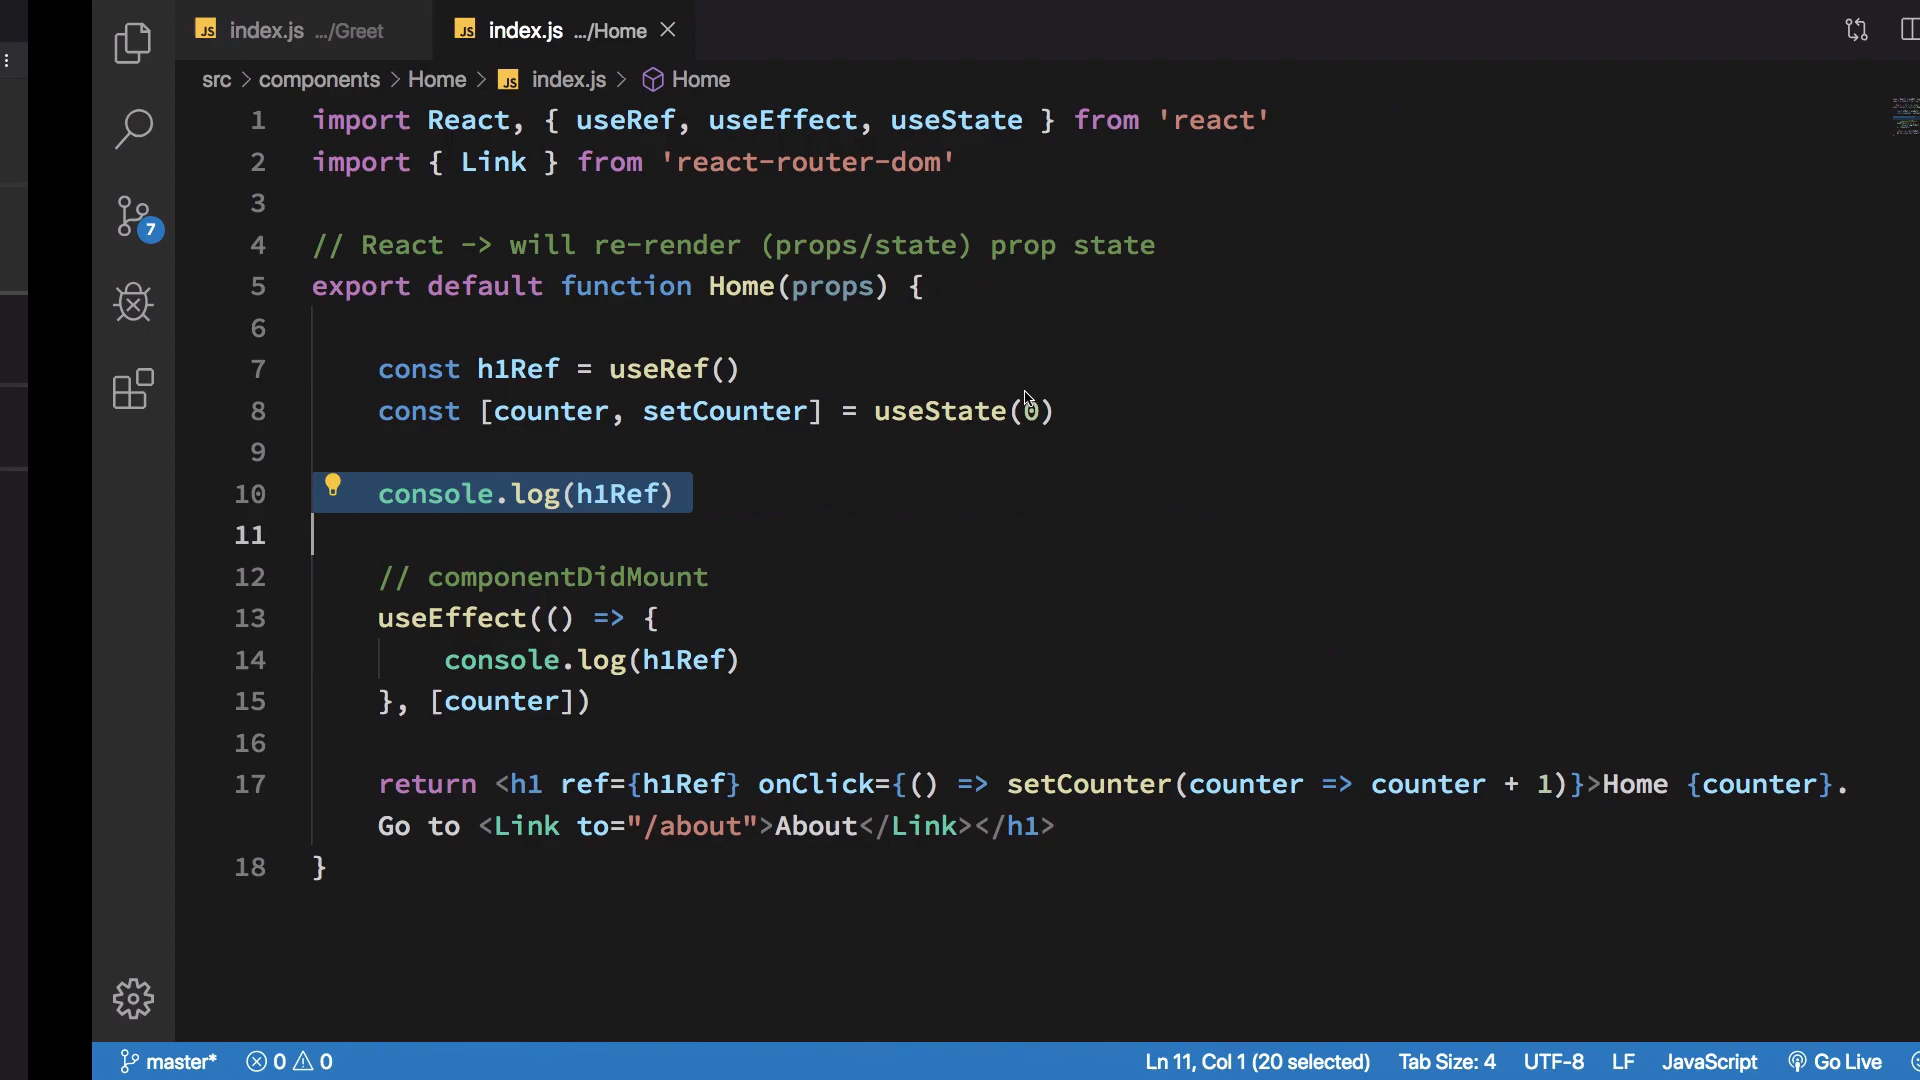 JS index.js .../Greet
JS index.js .../Home
src > components > Home > JS index.js > Home
1 import React, { useRef, useEffect, useState } from 'react'
2 import { Link } from 'react-router-dom'
3
4 // React -> will re-render (props/state) prop state
5 export default function Home(props) {
6
7 const h1Ref = useRef()
8 const [counter, setCounter] = useState(0)
9
10 console.log(h1Ref)
11
12 // componentDidMount
13 useEffect(() => {
14 console.log(h1Ref)
15 }, [counter])
16
17 return <h1 ref={h1Ref} onClick={() => setCounter(counter => counter + 1)}>Home {counter}.
Go to <Link to="/about">About</Link></h1>
18 }
7
master* 0 0 Ln 11, Col 1 (20 selected) Tab Size: 4 UTF-8 LF JavaScript Go Live